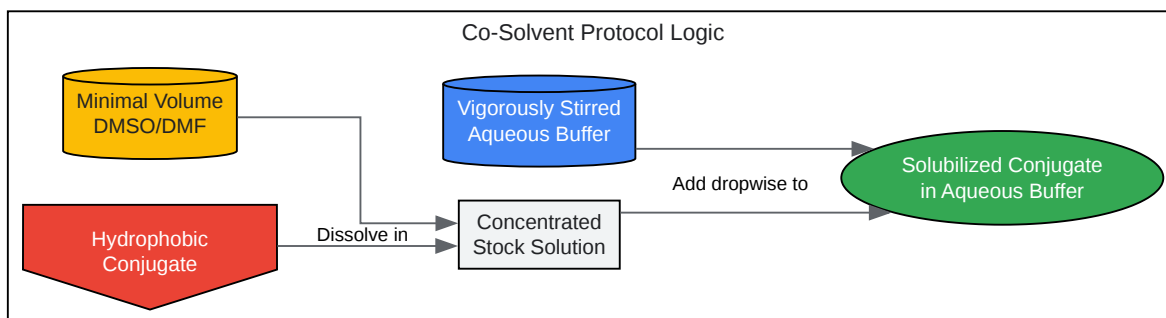 Co-Solvent Protocol Logic
Minimal Volume
DMSO/DMF
Vigorously Stirred
Aqueous Buffer
Solubilized Conjugate
in Aqueous Buffer
Add dropwise to
Hydrophobic
Conjugate
Dissolve in
Concentrated
Stock Solution